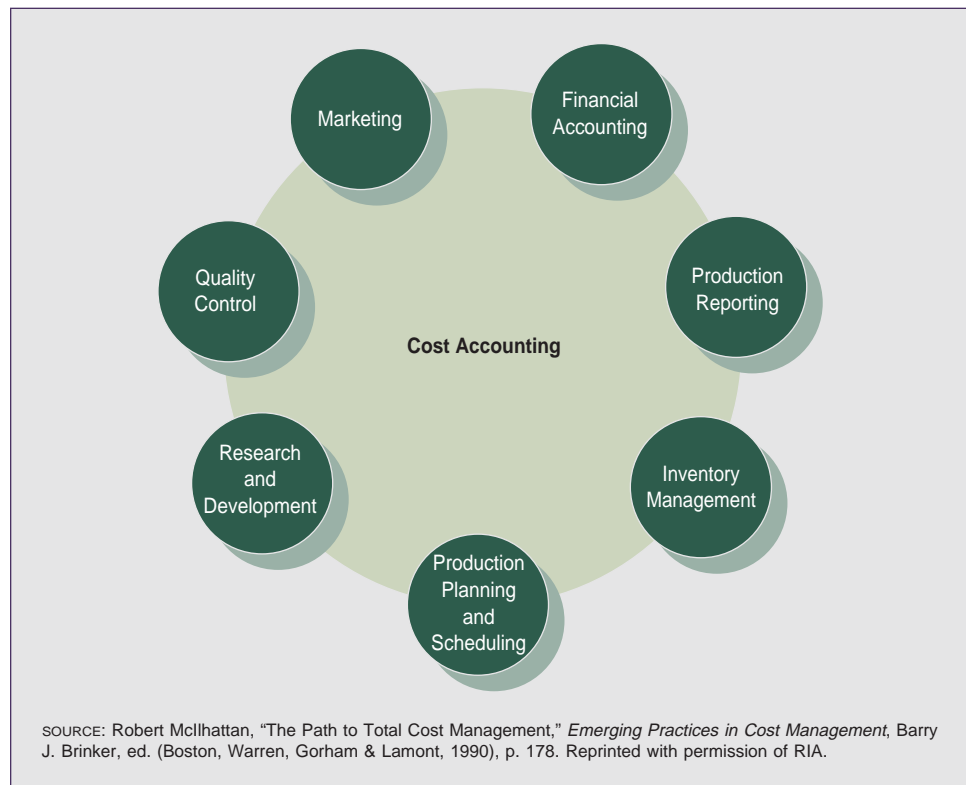 Marketing
Financial
Accounting
Quality
Control
Production
Reporting
Cost Accounting
Research
and
Development
Inventory
Management
Production
Planning
and
Scheduling
SOURCE: Robert McIlhattan, “The Path to Total Cost Management,” Emerging Practices in Cost Management, Barry
J. Brinker, ed. (Boston, Warren, Gorham & Lamont, 1990), p. 178. Reprinted with permission of RIA.